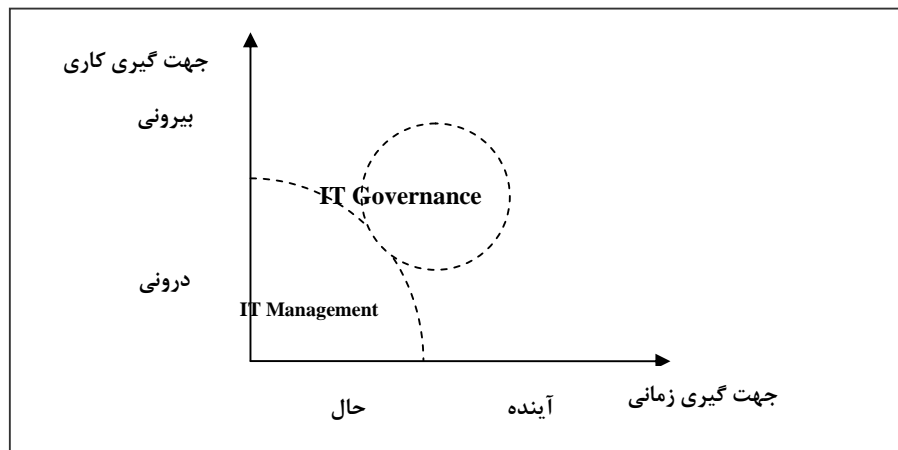 جهت گیری کاری
بیرونی
IT Governance
درونی
IT Management
جهت گیری زمانی
حال
آینده